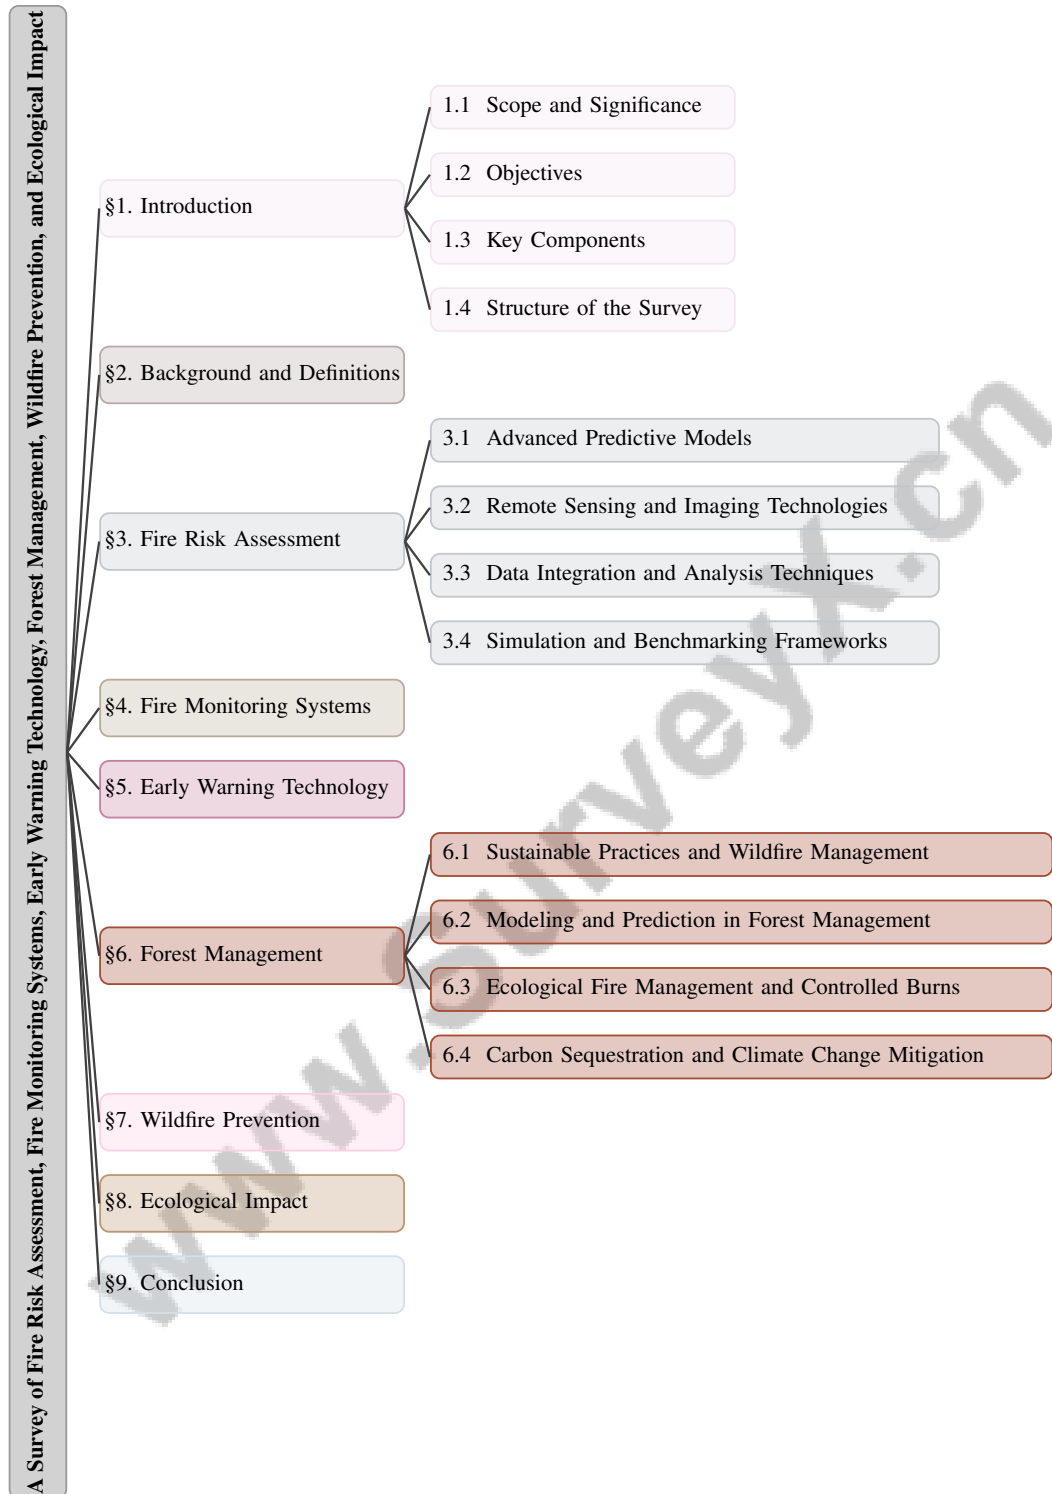 A Survey of Fire Risk Assessment, Fire Monitoring Systems, Early Warning Technology, Forest Management, Wildfire Prevention, and Ecological Impact
§1. Introduction
1.1 Scope and Significance
1.2 Objectives
1.3 Key Components
1.4 Structure of the Survey
§2. Background and Definitions
§3. Fire Risk Assessment
3.1 Advanced Predictive Models
3.2 Remote Sensing and Imaging Technologies
3.3 Data Integration and Analysis Techniques
3.4 Simulation and Benchmarking Frameworks
§4. Fire Monitoring Systems
§5. Early Warning Technology
§6. Forest Management
6.1 Sustainable Practices and Wildfire Management
6.2 Modeling and Prediction in Forest Management
6.3 Ecological Fire Management and Controlled Burns
6.4 Carbon Sequestration and Climate Change Mitigation
§7. Wildfire Prevention
§8. Ecological Impact
§9. Conclusion
www.surveyx.cn